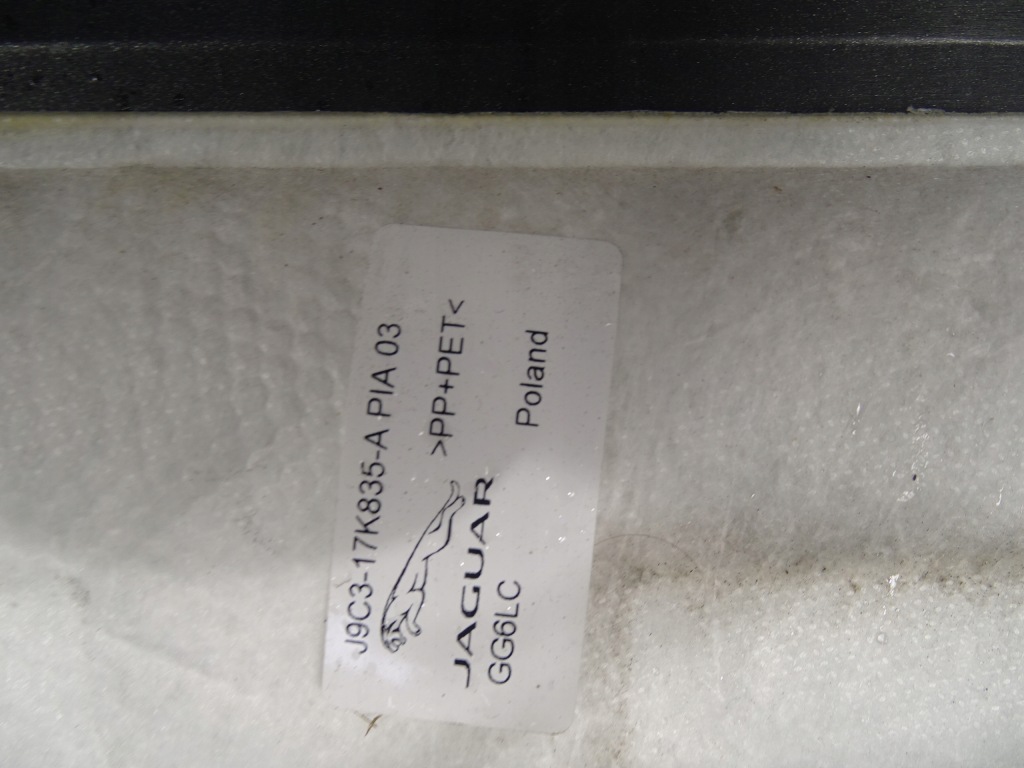 J9C3-17K835-A PIA 03
>PP+PET<
JAGUAR
GG6LC
Poland